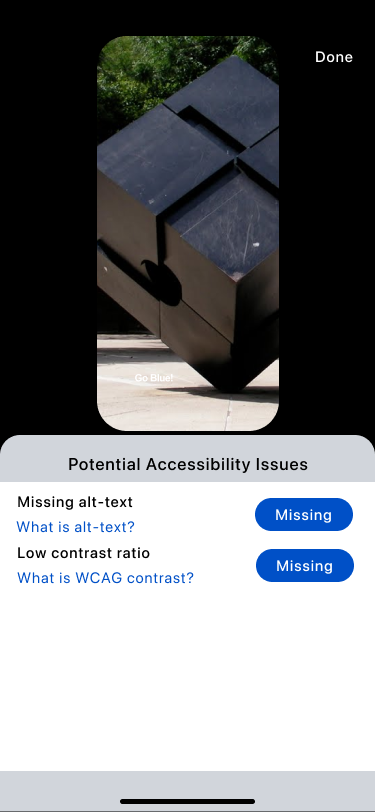 Done
Go Blue!
Potential Accessibility Issues
Missing alt-text
Missing
What is alt-text?
Low contrast ratio
Missing
What is WCAG contrast?